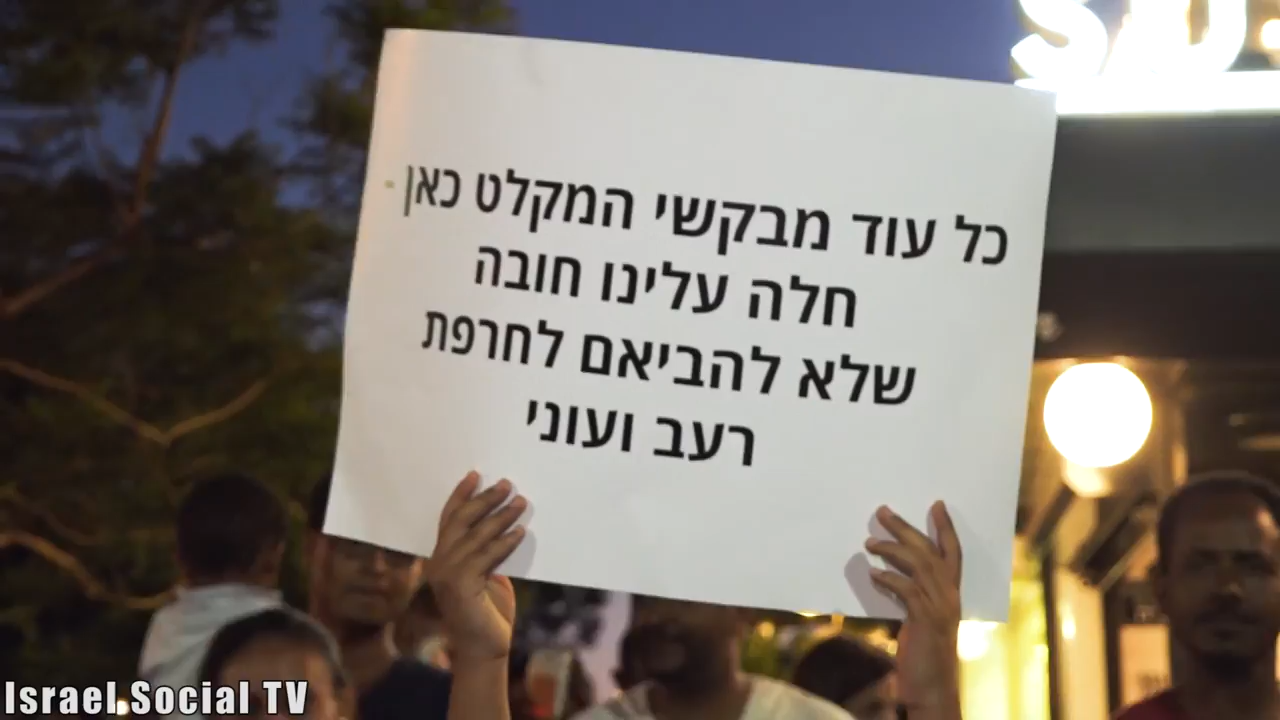 כל עוד מבקשי המקלט כאן -
חלה עלינו חובה
שלא להביאם לחרפת
רעב ועוני
Israel Social TV